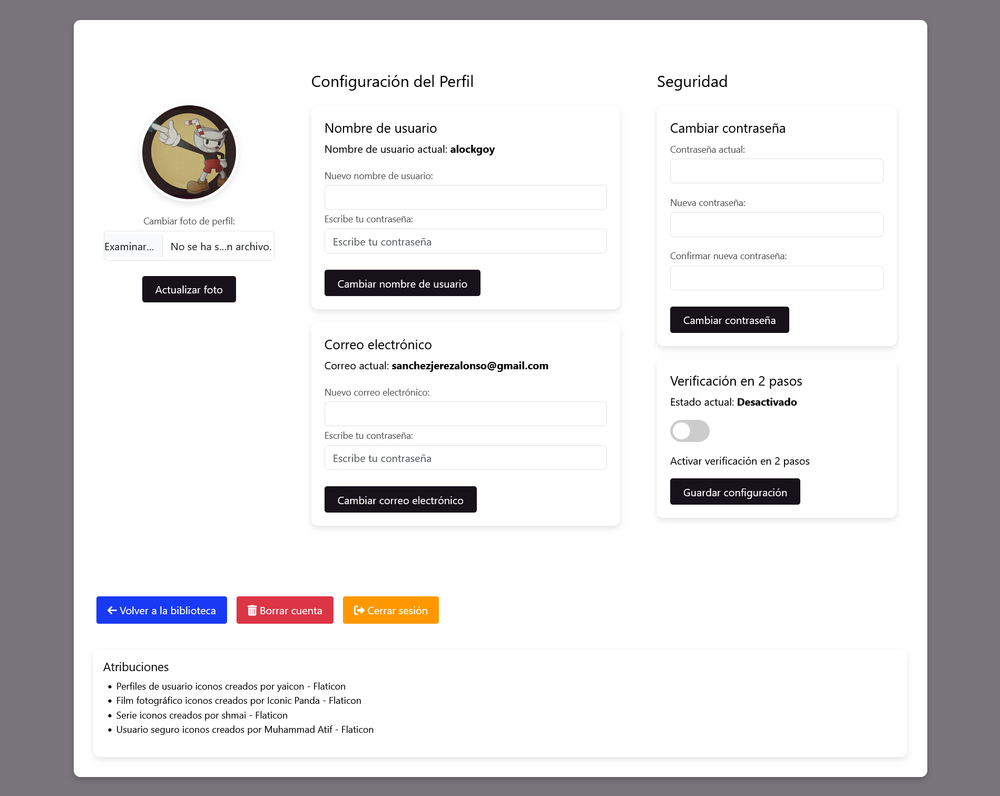 Cambiar foto de perfil:
Examinar...
No se ha s...n archivo.
Actualizar foto
Configuración del Perfil
Nombre de usuario
Nombre de usuario actual: alockgoy
Nuevo nombre de usuario:
Escribe tu contraseña:
Escribe tu contraseña
Cambiar nombre de usuario
Correo electrónico
Correo actual: sanchezjerezalonso@gmail.com
Nuevo correo electrónico:
Escribe tu contraseña:
Escribe tu contraseña
Cambiar correo electrónico
Seguridad
Cambiar contraseña
Contraseña actual:
Nueva contraseña:
Confirmar nueva contraseña:
Cambiar contraseña
Verificación en 2 pasos
Estado actual: Desactivado
Activar verificación en 2 pasos
Guardar configuración
Volver a la biblioteca
Borrar cuenta
Cerrar sesión
Atribuciones
• Perfiles de usuario iconos creados por yaicon - Flaticon
• Film fotográfico iconos creados por Iconic Panda - Flaticon
• Serie iconos creados por shmai - Flaticon
• Usuario seguro iconos creados por Muhammad Atif - Flaticon